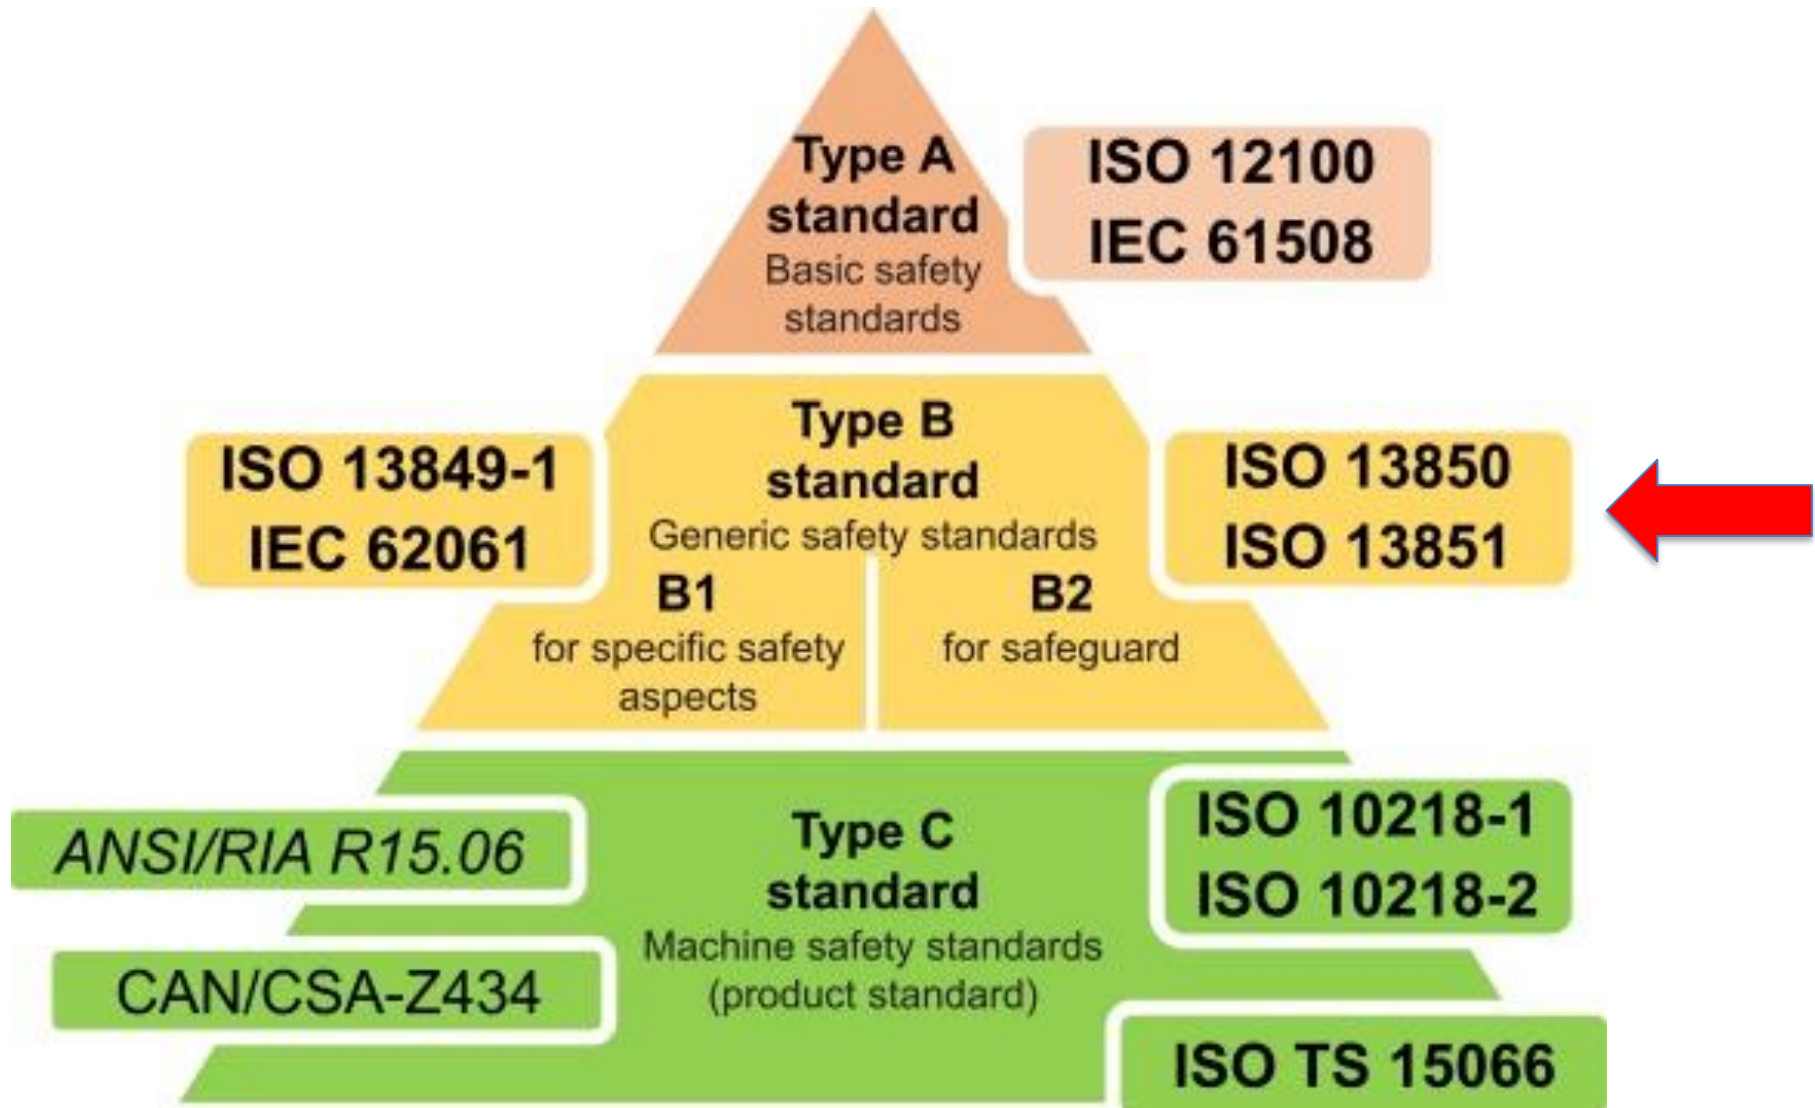 Type A
standard
Basic safety
standards
ISO 12100
IEC 61508
ISO 13849-1
IEC 62061
Type B
standard
Generic safety standards
B1
for specific safety
aspects
B2
for safeguard
ISO 13850
ISO 13851
ANSI/RIA R15.06
CAN/CSA-Z434
Type C
standard
Machine safety standards
(product standard)
ISO 10218-1
ISO 10218-2
ISO TS 15066